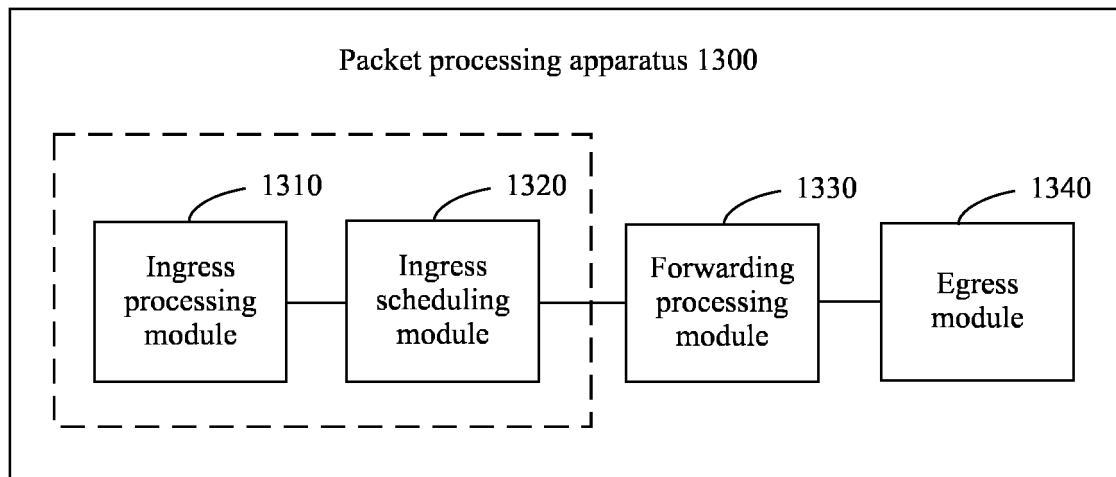 Packet processing apparatus 1300
1310
1320
1330
1340
Ingress
processing
module
Ingress
scheduling
module
Forwarding
processing
module
Egress
module